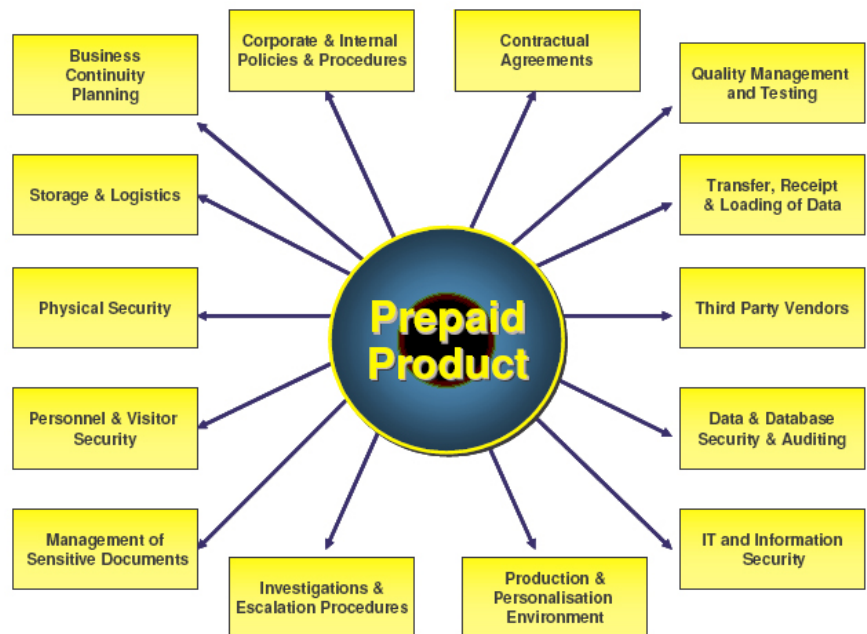 Business
Continuity
Planning
Corporate & Internal
Policies & Procedures
Contractual
Agreements
Quality Management
and Testing
Storage & Logistics
Transfer, Receipt
& Loading of Data
Physical Security
Prepaid
Product
Third Party Vendors
Personnel & Visitor
Security
Data & Database
Security & Auditing
Management of
Sensitive Documents
Investigations &
Escalation Procedures
Production &
Personalisation
Environment
IT and Information
Security